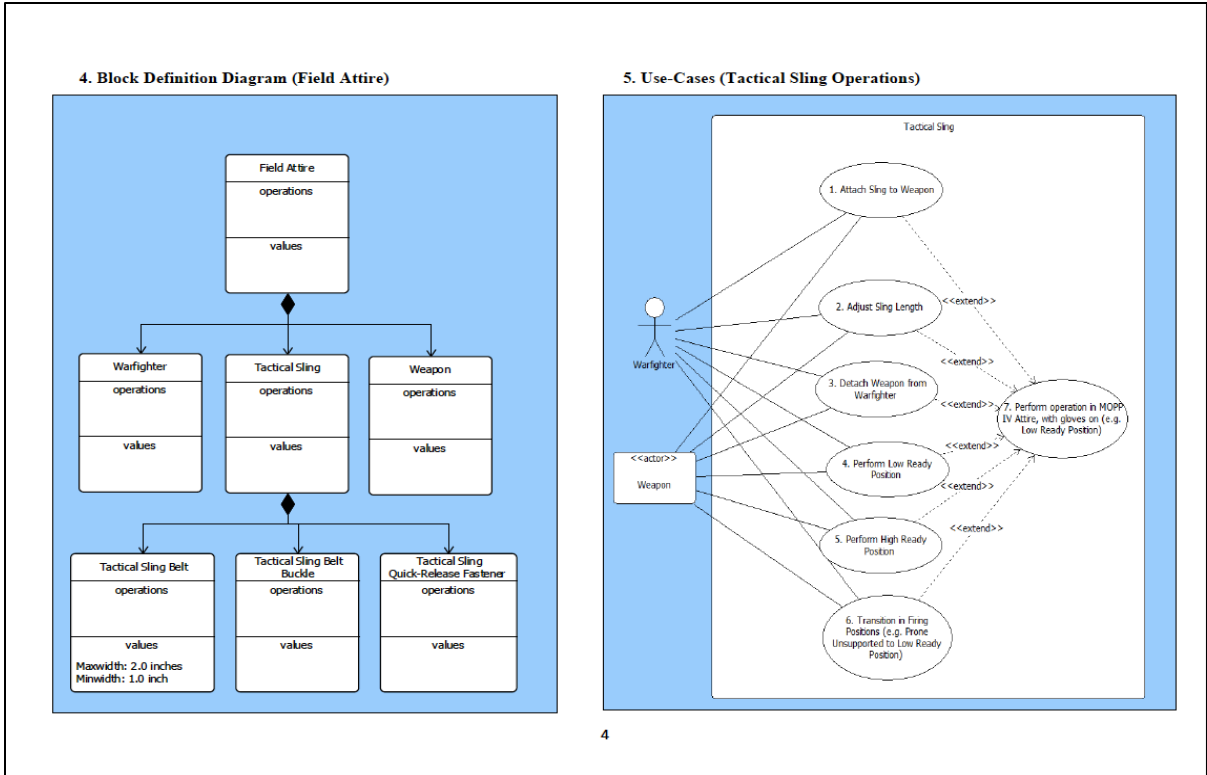 4. Block Definition Diagram (Field Attire)
Field Attire
operations
values
Warfighter
operations
values
Tactical Sling
operations
values
Weapon
operations
values
Tactical Sling Belt
operations
values
Maxwidth: 2.0 inches
Minwidth: 1.0 inch
Tactical Sling Belt
Buckle
operations
values
Tactical Sling
Quick-Release Fastener
operations
values
5. Use-Cases (Tactical Sling Operations)
Tactical Sling
1. Attach Sling to Weapon
<<extend>>
2. Adjust Sling Length
<<extend>>
Warfighter
3. Detach Weapon from
Warfighter
<<extend>>
7. Perform operation in MOPP
IV Attre, with gloves on (e.g.
Low Ready Position)
<<actor>>
Weapon
4. Perform Low Ready
Position
<<extend>>
<<extend>>
5. Perform High Ready
Position
<<extend>>
6. Transition in Firing
Positions (e.g. Prone
Unsupported to Low Ready
Position)
4